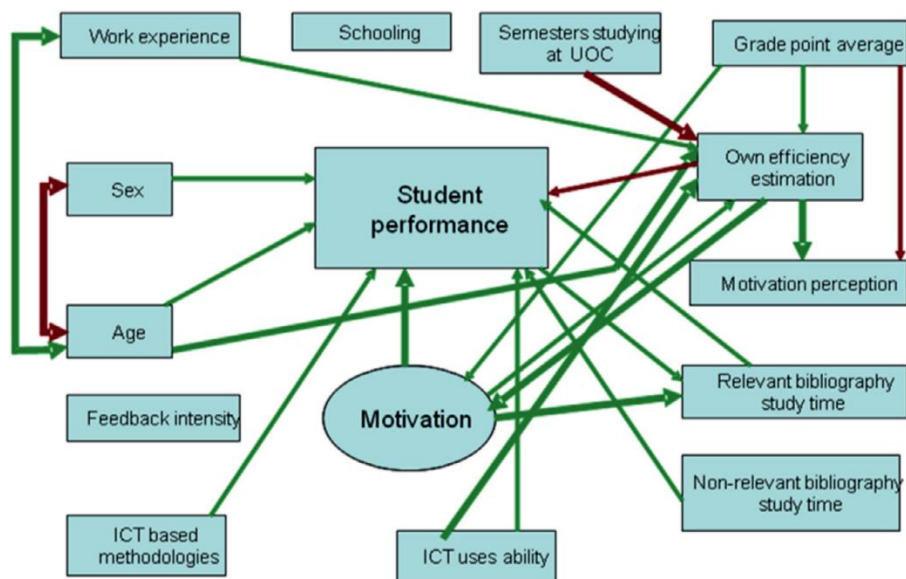 Work experience
Schooling
Semesters studying
at UOC
Grade point average
Sex
Student
performance
Own efficiency
estimation
Motivation perception
Age
Feedback intensity
Motivation
Relevant bibliography
study time
Non-relevant bibliography
study time
ICT based
methodologies
ICT uses ability